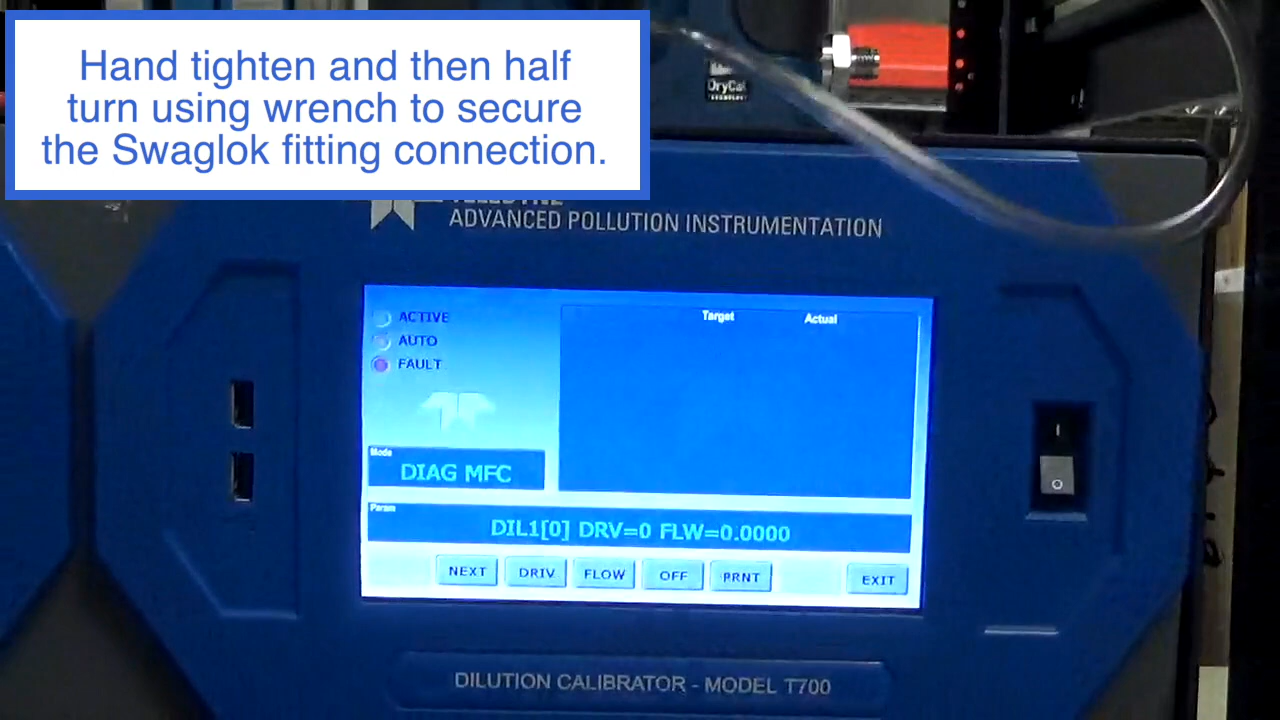 Hand tighten and then half
turn using wrench to secure
the Swaglok fitting connection.
DryCal
TELEDYNE
ADVANCED POLLUTION INSTRUMENTATION
Target Actual
ACTIVE
AUTO
FAULT
Mode
DIAG MFC
Param
DIL1[0] DRV=0 FLW=0.0000
NEXT DRIV FLOW OFF PRNT EXIT
DILUTION CALIBRATOR - MODEL T700